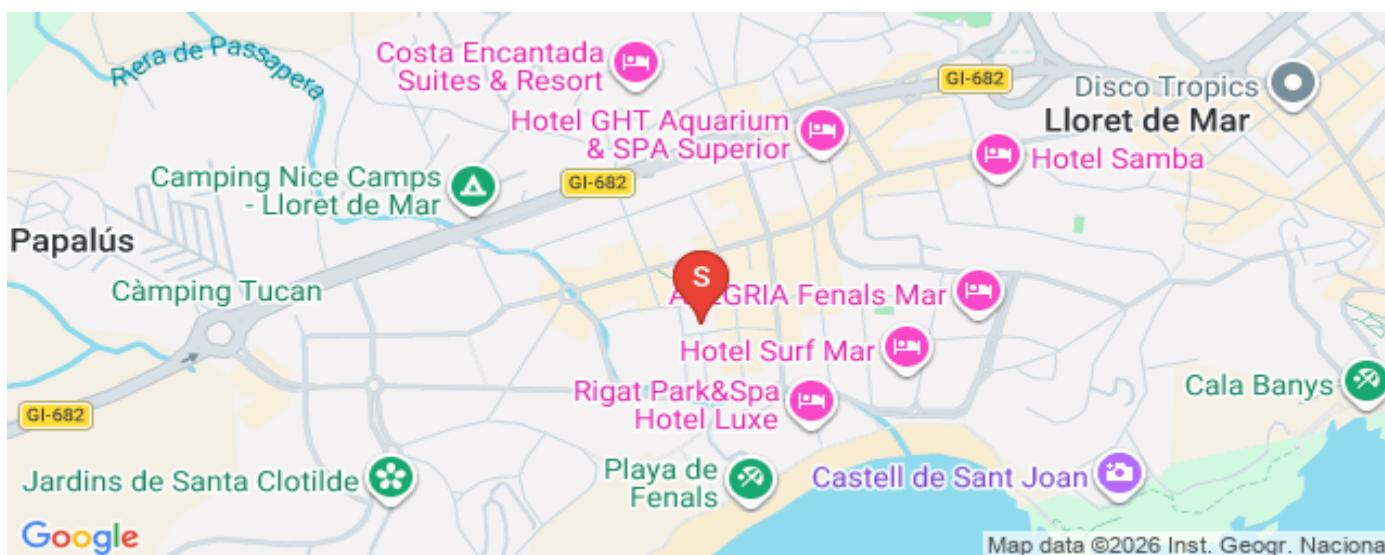 Riera de Passapera
Costa Encantada
Suites & Resort
GI-682
Disco Tropics
Lloret de Mar
Hotel GHT Aquarium
& SPA Superior
Hotel Samba
Camping Nice Camps
- Lloret de Mar
GI-682
Papalús
S
Càmping Tucan
ALEGRIA Fenals Mar
Hotel Surf Mar
Rigat Park&Spa
Hotel Luxe
Cala Banys
GI-682
Jardins de Santa Clotilde
Playa de
Fenals
Castell de Sant Joan
Google
Map data ©2026 Inst. Geogr. Naciona